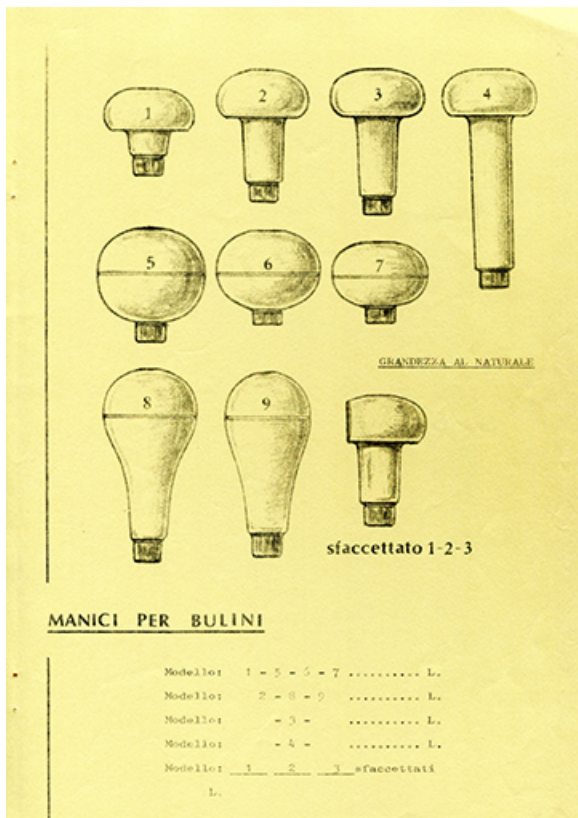 1 2 3 4
5 6 7
GRANDEZZA AL NATURALE
8 9
sfaccettato 1-2-3
MANICI PER BULINI
Modello: 1 - 5 - 6 - 7 .......... L.
Modello: 2 - 8 - 9 .......... L.
Modello: - 3 - .......... L.
Modello: - 4 - .......... L.
Modello: 1 2 3 sfaccettati
L.